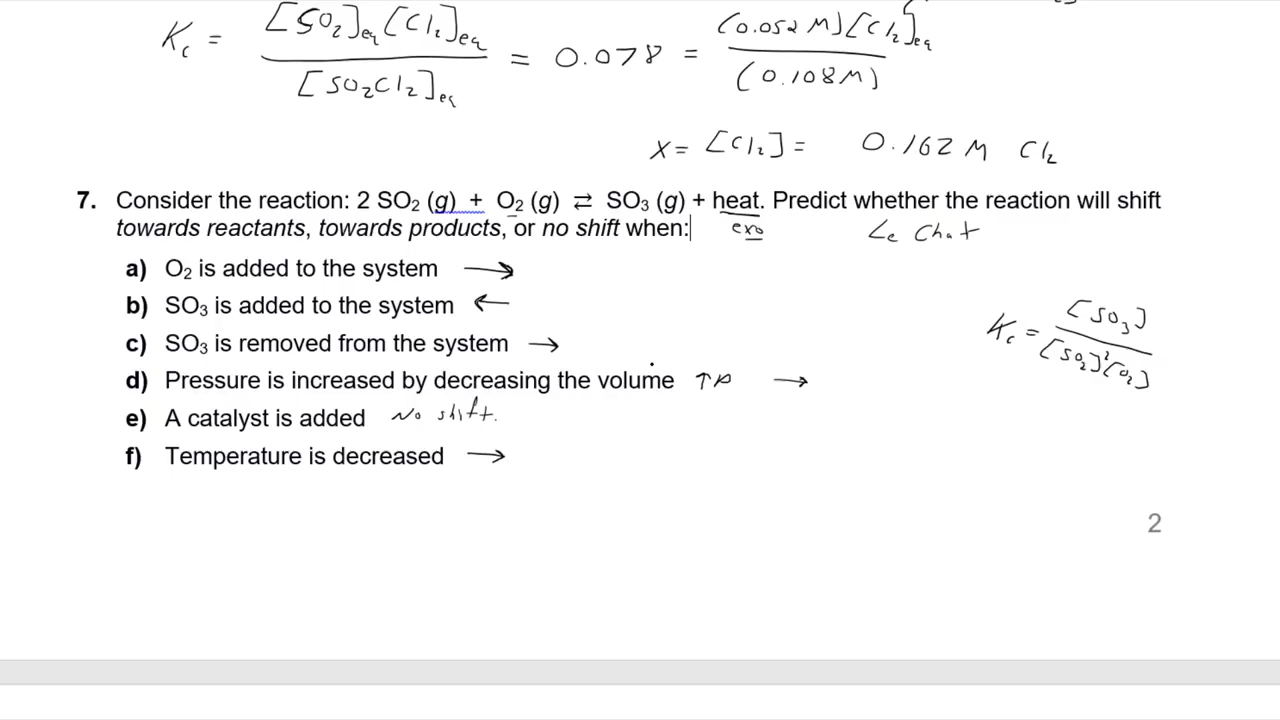 Kc = [SO2]eq [Cl2]eq / [SO2Cl2]eq = 0.078 = (0.052 M)[Cl2]eq / (0.108M)
x = [Cl2] = 0.162 M Cl2
7. Consider the reaction: 2 SO2 (g) + O2 (g) ⇄ SO3 (g) + heat. Predict whether the reaction will shift
towards reactants, towards products, or no shift when:
exo Le Chat
a) O2 is added to the system →
b) SO3 is added to the system ←
c) SO3 is removed from the system →
Kc = [SO3] / [SO2]²[O2]
d) Pressure is increased by decreasing the volume ↑P →
e) A catalyst is added No shift.
f) Temperature is decreased →
2